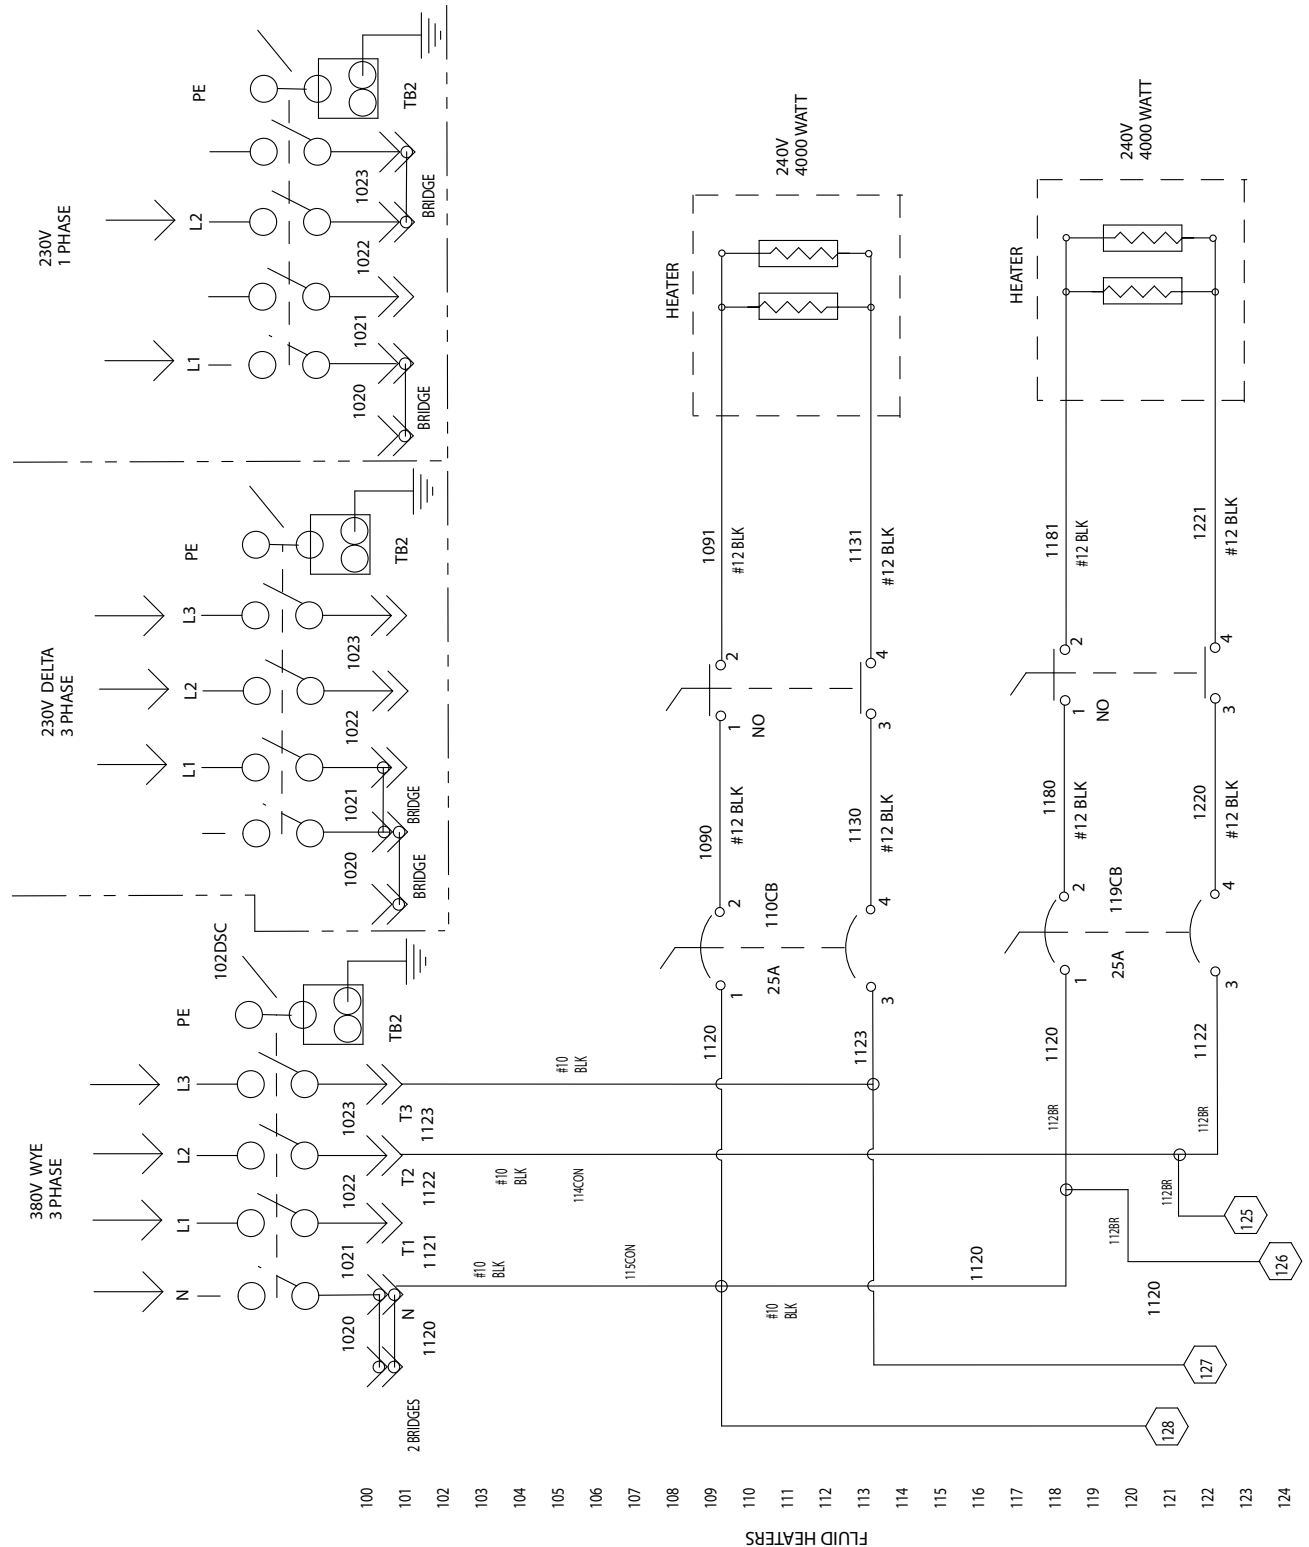 380V WYE
3 PHASE
N
L1
L2
L3
PE
102DSC
1020
1021
1022
1023
TB2
2 BRIDGES
N
1120
T1
1121
T2
1122
T3
1123
230V DELTA
3 PHASE
L1
L2
L3
PE
1020
1021
1022
1023
TB2
BRIDGE
BRIDGE
230V
1 PHASE
L1
L2
PE
1020
1021
1022
1023
TB2
BRIDGE
BRIDGE
#10
BLK
115CON
#10
BLK
114CON
#10
BLK
#10
BLK
1120
1
25A
2
110CB
1090
#12 BLK
1
NO
2
1091
#12 BLK
HEATER
240V
4000 WATT
1123
3
4
1130
#12 BLK
3
4
1131
#12 BLK
1120
112BR
1120
1
25A
2
119CB
1180
#12 BLK
1
NO
2
1181
#12 BLK
HEATER
240V
4000 WATT
112BR
1120
112BR
112BR
1122
3
4
1220
#12 BLK
3
4
1221
#12 BLK
125
126
127
128
100
101
102
103
104
105
106
107
108
109
110
111
112
113
114
115
116
117
118
119
120
121
122
123
124
FLUID HEATERS